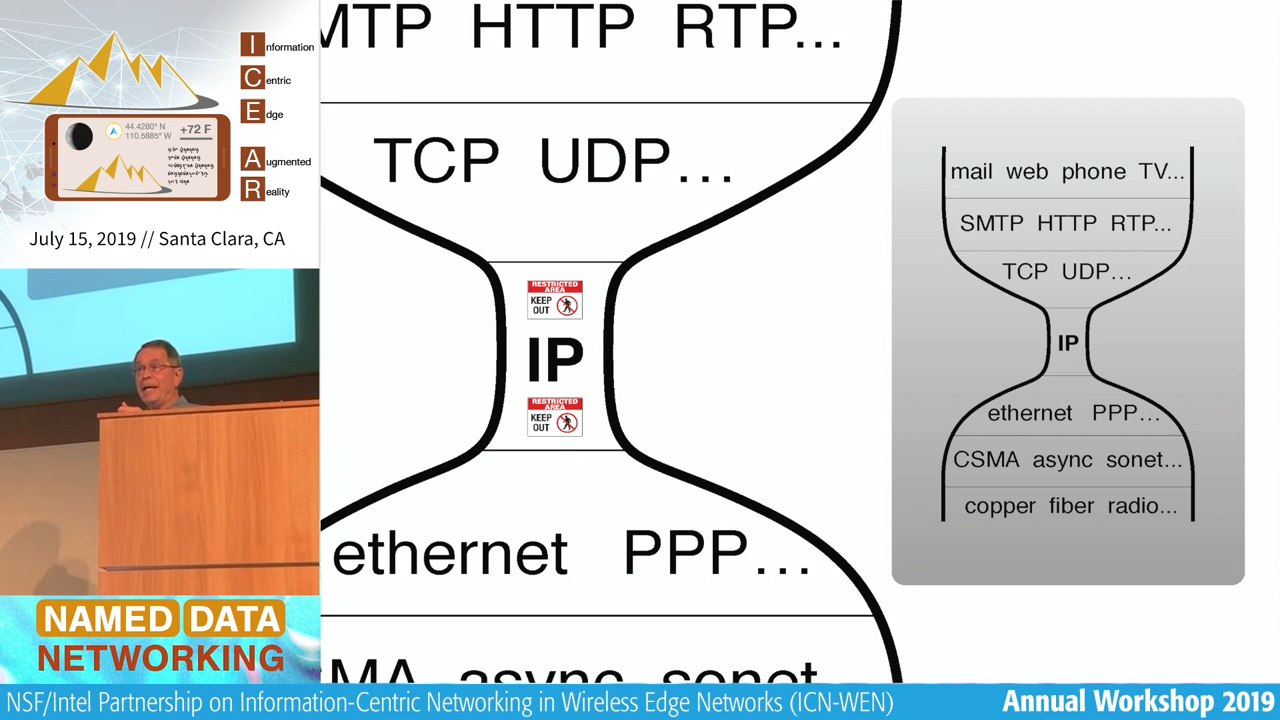 Information
Centric
Edge
Augmented
Reality
44.4280° N
110.5885° W
+72 F
July 15, 2019 // Santa Clara, CA
NAMED DATA
NETWORKING
MTP HTTP RTP...
TCP UDP...
RESTRICTED
AREA
KEEP
OUT
IP
RESTRICTED
AREA
KEEP
OUT
ethernet PPP...
MA async sonet
mail web phone TV...
SMTP HTTP RTP...
TCP UDP...
IP
ethernet PPP...
CSMA async sonet...
copper fiber radio...
NSF/Intel Partnership on Information-Centric Networking in Wireless Edge Networks (ICN-WEN)
Annual Workshop 2019